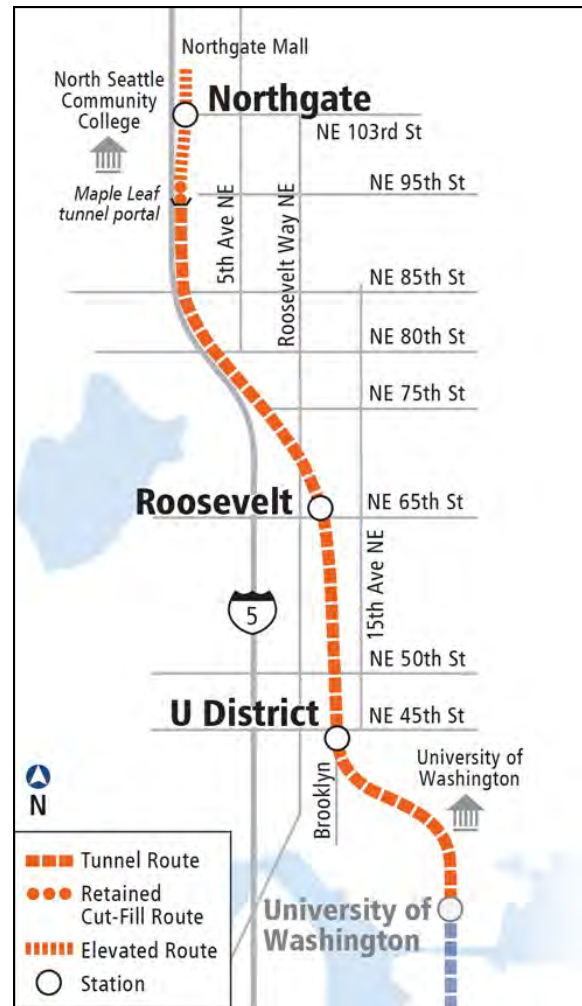 Northgate Mall
North Seattle
Community
College
Northgate
NE 103rd St
Maple Leaf
tunnel portal
NE 95th St
5th Ave NE
Roosevelt Way NE
NE 85th St
NE 80th St
NE 75th St
Roosevelt
NE 65th St
15th Ave NE
5
NE 50th St
U District
NE 45th St
University of
Washington
Brooklyn
N
Tunnel Route
Retained
Cut-Fill Route
Elevated Route
Station
University of
Washington